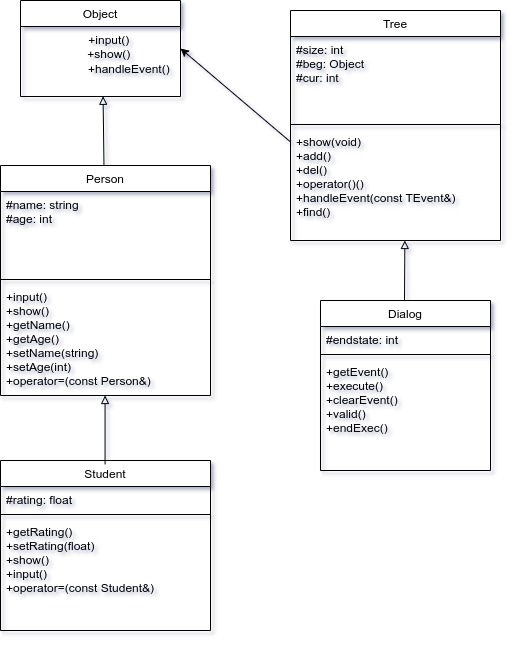 Object
+input()
+show()
+handleEvent()
Tree
#size: int
#beg: Object
#cur: int
+show(void)
+add()
+del()
+operator()()
+handleEvent(const TEvent&)
+find()
Person
#name: string
#age: int
+input()
+show()
+getName()
+getAge()
+setName(string)
+setAge(int)
+operator=(const Person&)
Dialog
#endstate: int
+getEvent()
+execute()
+clearEvent()
+valid()
+endExec()
Student
#rating: float
+getRating()
+setRating(float)
+show()
+input()
+operator=(const Student&)